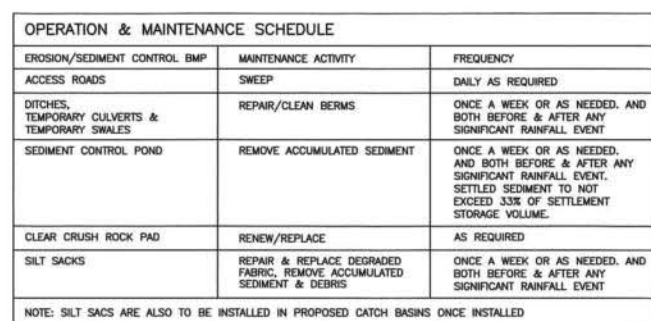 OPERATION & MAINTENANCE SCHEDULE
EROSION/SEDIMENT CONTROL BMP MAINTENANCE ACTIVITY FREQUENCY
ACCESS ROADS SWEEP DAILY AS REQUIRED
DITCHES,
TEMPORARY CULVERTS &
TEMPORARY SWALES
REPAIR/CLEAN BERMS
ONCE A WEEK OR AS NEEDED. AND
BOTH BEFORE & AFTER ANY
SIGNIFICANT RAINFALL EVENT
SEDIMENT CONTROL POND
REMOVE ACCUMULATED SEDIMENT
ONCE A WEEK OR AS NEEDED.
AND BOTH BEFORE & AFTER ANY
SIGNIFICANT RAINFALL EVENT.
SETTLED SEDIMENT TO NOT
EXCEED 33% OF SETTLEMENT
STORAGE VOLUME.
CLEAR CRUSH ROCK PAD RENEW/REPLACE AS REQUIRED
SILT SACKS
REPAIR & REPLACE DEGRADED
FABRIC, REMOVE ACCUMULATED
SEDIMENT & DEBRIS
ONCE A WEEK OR AS NEEDED. AND
BOTH BEFORE & AFTER ANY
SIGNIFICANT RAINFALL EVENT
NOTE: SILT SACS ARE ALSO TO BE INSTALLED IN PROPOSED CATCH BASINS ONCE INSTALLED